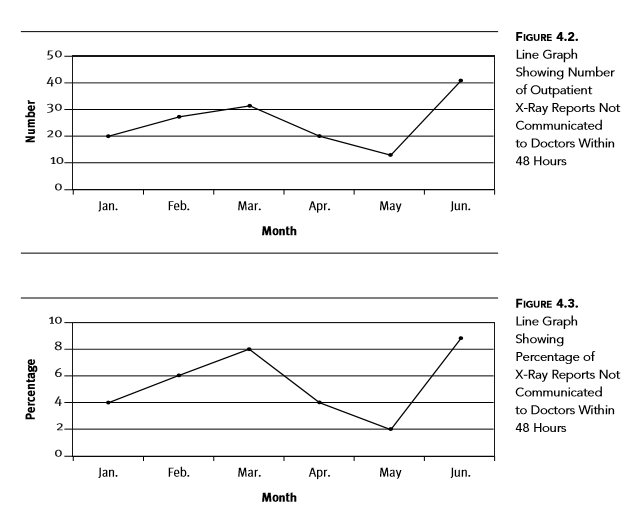 FIGURE 4.2.
Line Graph
Showing Number
of Outpatient
X-Ray Reports Not
Communicated
to Doctors Within
48 Hours
50
40
30
20
10
0
Number
Jan. Feb. Mar. Apr. May Jun.
Month
FIGURE 4.3.
Line Graph
Showing
Percentage of
X-Ray Reports Not
Communicated
to Doctors Within
48 Hours
10
8
6
4
2
0
Percentage
Jan. Feb. Mar. Apr. May Jun.
Month